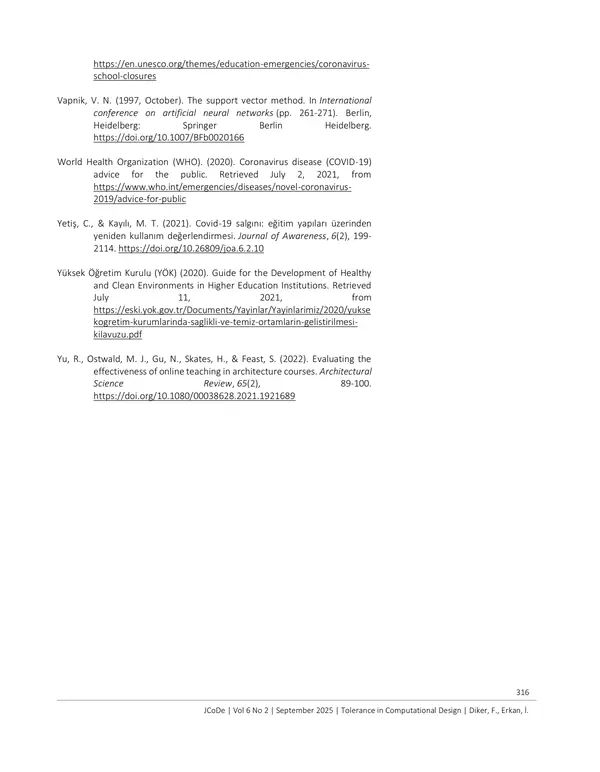 https://en.unesco.org/themes/education-emergencies/coronavirus-
school-closures
Vapnik, V. N. (1997, October). The support vector method. In International
conference on artificial neural networks (pp. 261-271). Berlin,
Heidelberg: Springer Berlin Heidelberg.
https://doi.org/10.1007/BFb0020166
World Health Organization (WHO). (2020). Coronavirus disease (COVID-19)
advice for the public. Retrieved July 2, 2021, from
https://www.who.int/emergencies/diseases/novel-coronavirus-
2019/advice-for-public
Yetiş, C., & Kayılı, M. T. (2021). Covid-19 salgını: eğitim yapıları üzerinden
yeniden kullanım değerlendirmesi. Journal of Awareness, 6(2), 199-
2114. https://doi.org/10.26809/joa.6.2.10
Yüksek Öğretim Kurulu (YÖK) (2020). Guide for the Development of Healthy
and Clean Environments in Higher Education Institutions. Retrieved
July 11, 2021, from
https://eski.yok.gov.tr/Documents/Yayinlar/Yayinlarimiz/2020/yukse
kogretim-kurumlarinda-saglikli-ve-temiz-ortamlarin-gelistirilmesi-
kilavuzu.pdf
Yu, R., Ostwald, M. J., Gu, N., Skates, H., & Feast, S. (2022). Evaluating the
effectiveness of online teaching in architecture courses. Architectural
Science Review, 65(2), 89-100.
https://doi.org/10.1080/00038628.2021.1921689
316
JCoDe | Vol 6 No 2 | September 2025 | Tolerance in Computational Design | Diker, F., Erkan, İ.